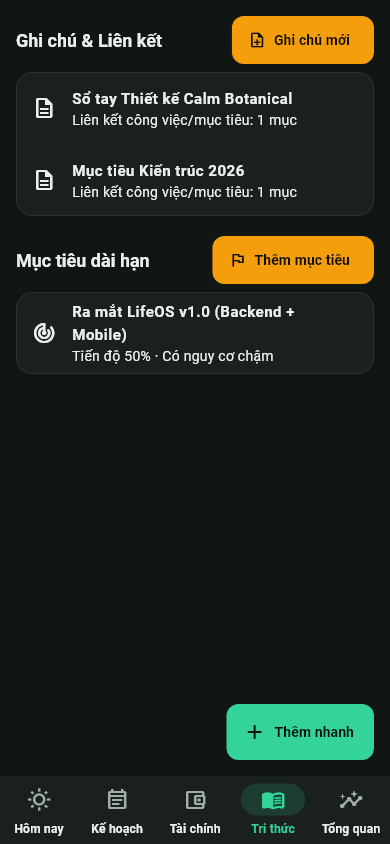 Ghi chú & Liên kết
Ghi chú mới
Sổ tay Thiết kế Calm Botanical
Liên kết công việc/mục tiêu: 1 mục
Mục tiêu Kiến trúc 2026
Liên kết công việc/mục tiêu: 1 mục
Mục tiêu dài hạn
Thêm mục tiêu
Ra mắt LifeOS v1.0 (Backend +
Mobile)
Tiến độ 50% · Có nguy cơ chậm
Thêm nhanh
Hôm nay
Kế hoạch
Tài chính
Tri thức
Tổng quan